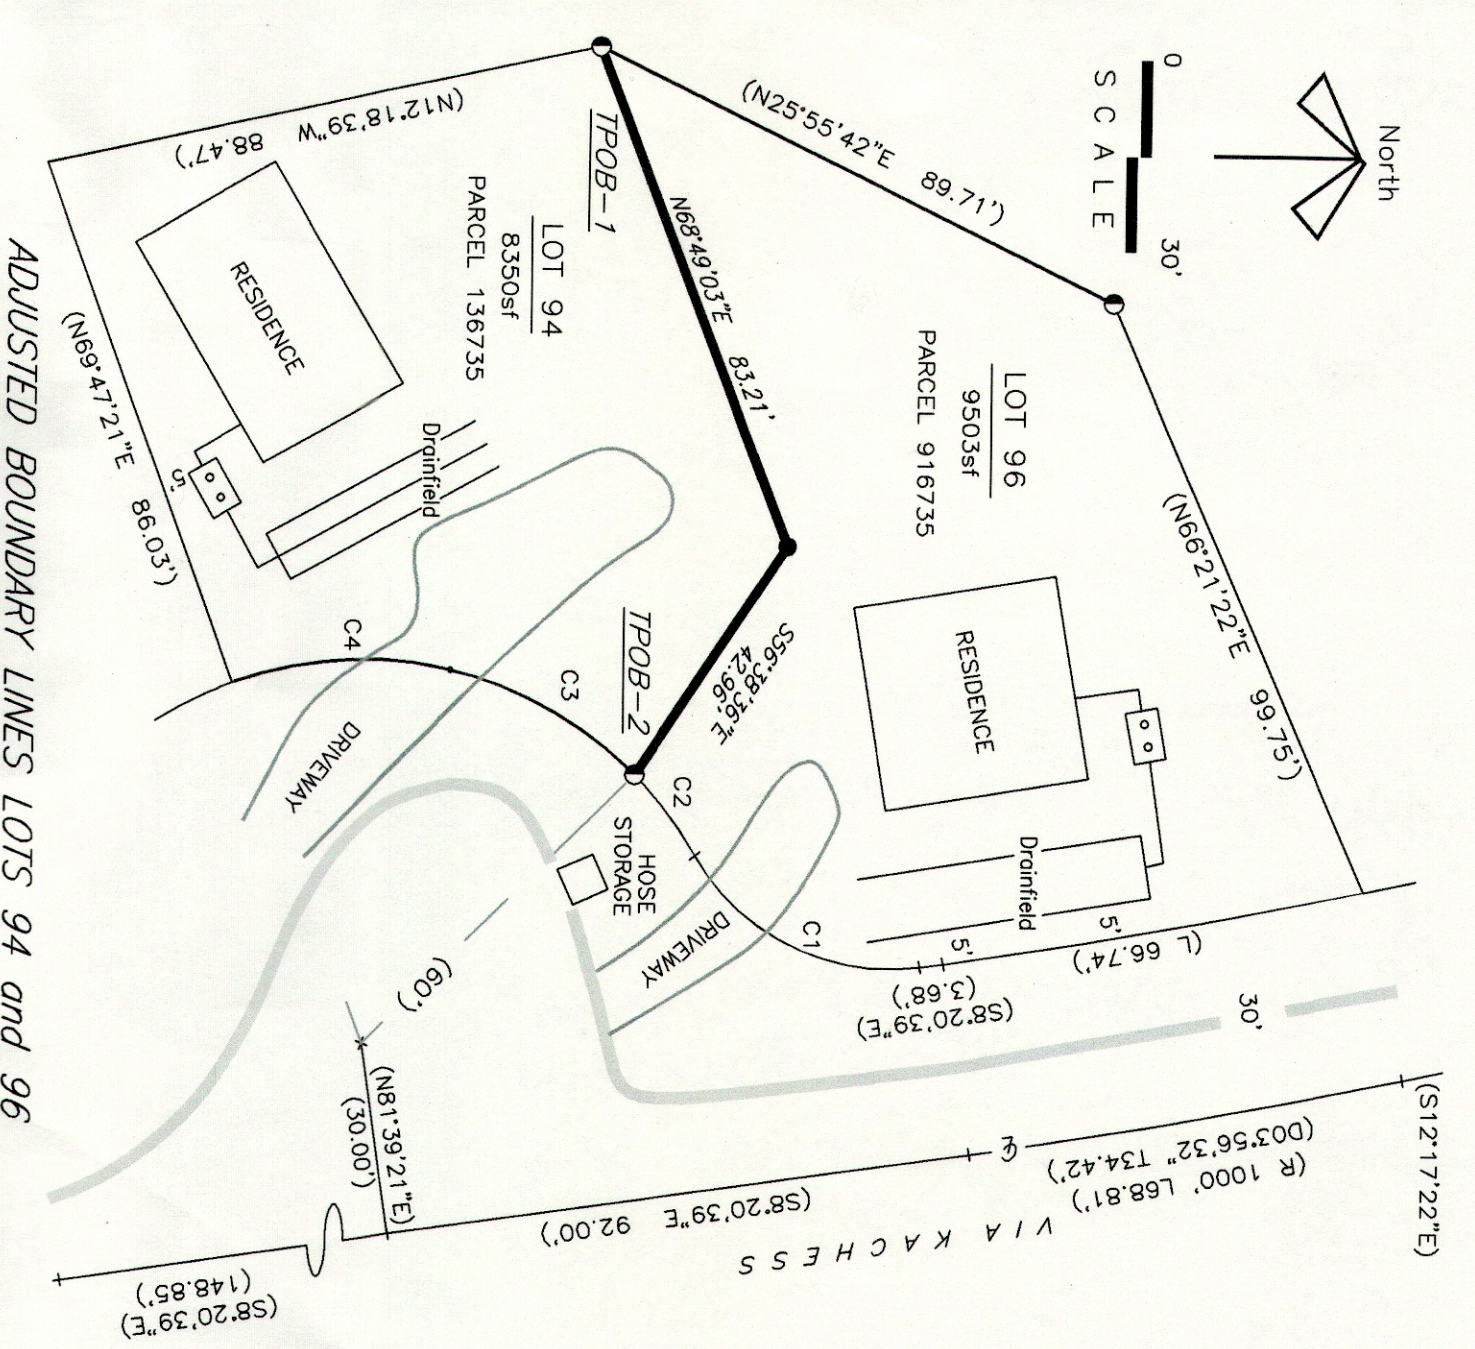 North
0
30'
SCALE
(N25°55'42"E 89.71')
(N12°18'39"W 88.47')
TPOB-1
N68°49'03"E 83.21'
LOT 94
8350sf
PARCEL 136735
RESIDENCE
(N69°47'21"E 86.03')
5'
Drainfield
LOT 96
9503sf
PARCEL 916735
(N66°21'22"E 99.75')
S56°38'36"E
42.96'
TPOB-2
RESIDENCE
Drainfield
5'
5'
C4
C3
C2
C1
DRIVEWAY
HOSE
STORAGE
DRIVEWAY
(L 66.74')
(S8°20'39"E)
(3.68')
30'
(60')
(N81°39'21"E)
(30.00')
(S12°17'22"E)
(D03°56'32" T34.42')
(R 1000' L68.81')
(S8°20'39"E 92.00')
VIA KACHESS
(S8°20'39"E)
(148.85')
ADJUSTED BOUNDARY LINES LOTS 94 and 96